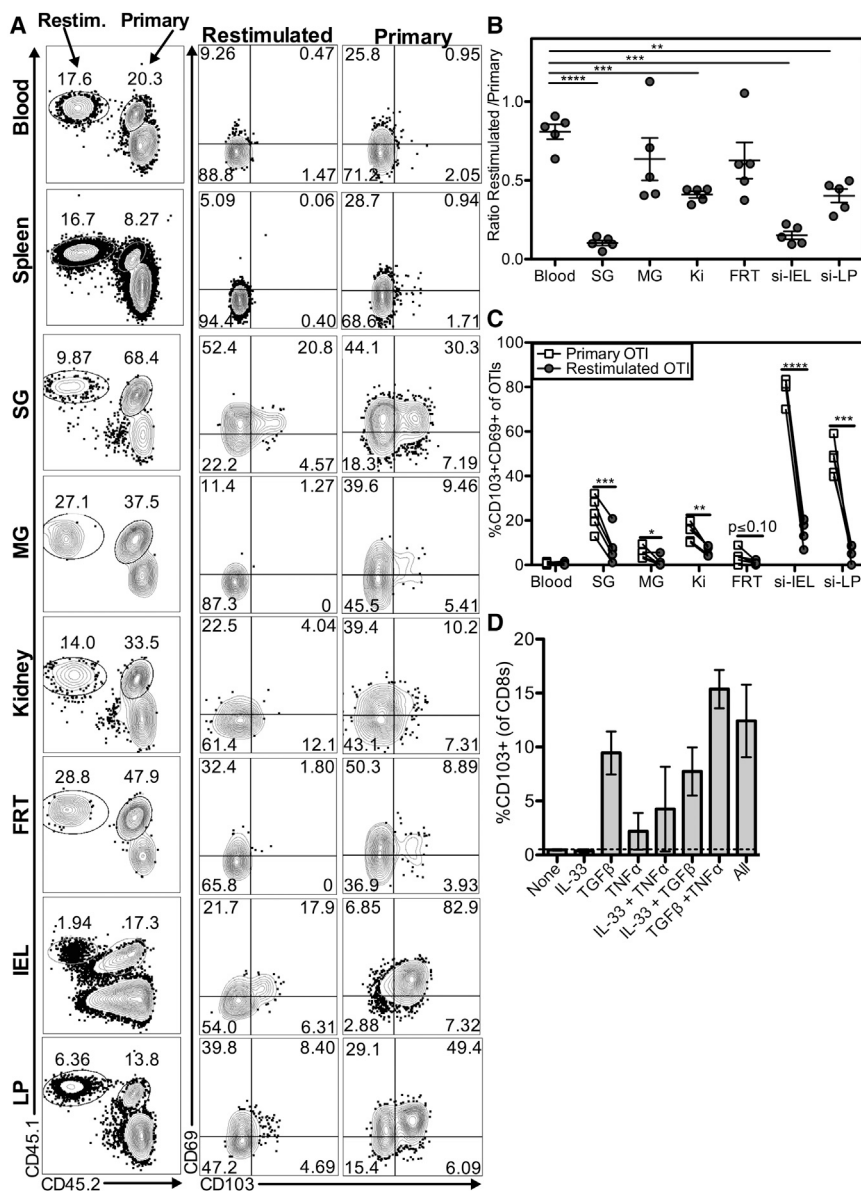 A
Restim.
Primary
Restimulated
Primary
Blood
17.6 20.3
9.26 0.47
88.8 1.47
25.8 0.95
71.2 2.05
Spleen
16.7 8.27
5.09 0.06
94.4 0.40
28.7 0.94
68.6 1.71
SG
9.87 68.4
52.4 20.8
22.2 4.57
44.1 30.3
18.3 7.19
MG
27.1 37.5
11.4 1.27
87.3 0
39.6 9.46
45.5 5.41
Kidney
14.0 33.5
22.5 4.04
61.4 12.1
39.4 10.2
43.1 7.31
FRT
28.8 47.9
32.4 1.80
65.8 0
50.3 8.89
36.9 3.93
IEL
1.94 17.3
21.7 17.9
54.0 6.31
6.85 82.9
2.88 7.32
LP
6.36 13.8
39.8 8.40
47.2 4.69
29.1 49.4
15.4 6.09
CD45.1
CD45.2
CD69
CD103
B
**
***
***
****
Ratio Restimulated /Primary
1.0
0.5
0.0
Blood SG MG Ki FRT si-IEL si-LP
C
%CD103+CD69+ of OTIs
100
80
60
40
20
0
Primary OTI
Restimulated OTI
***
*
**
p≤0.10
****
***
Blood SG MG Ki FRT si-IEL si-LP
D
%CD103+ (of CD8s)
20
15
10
5
0
None
IL-33
TGFβ
TNFα
IL-33 + TNFα
IL-33 + TGFβ
TGFβ +TNFα
All